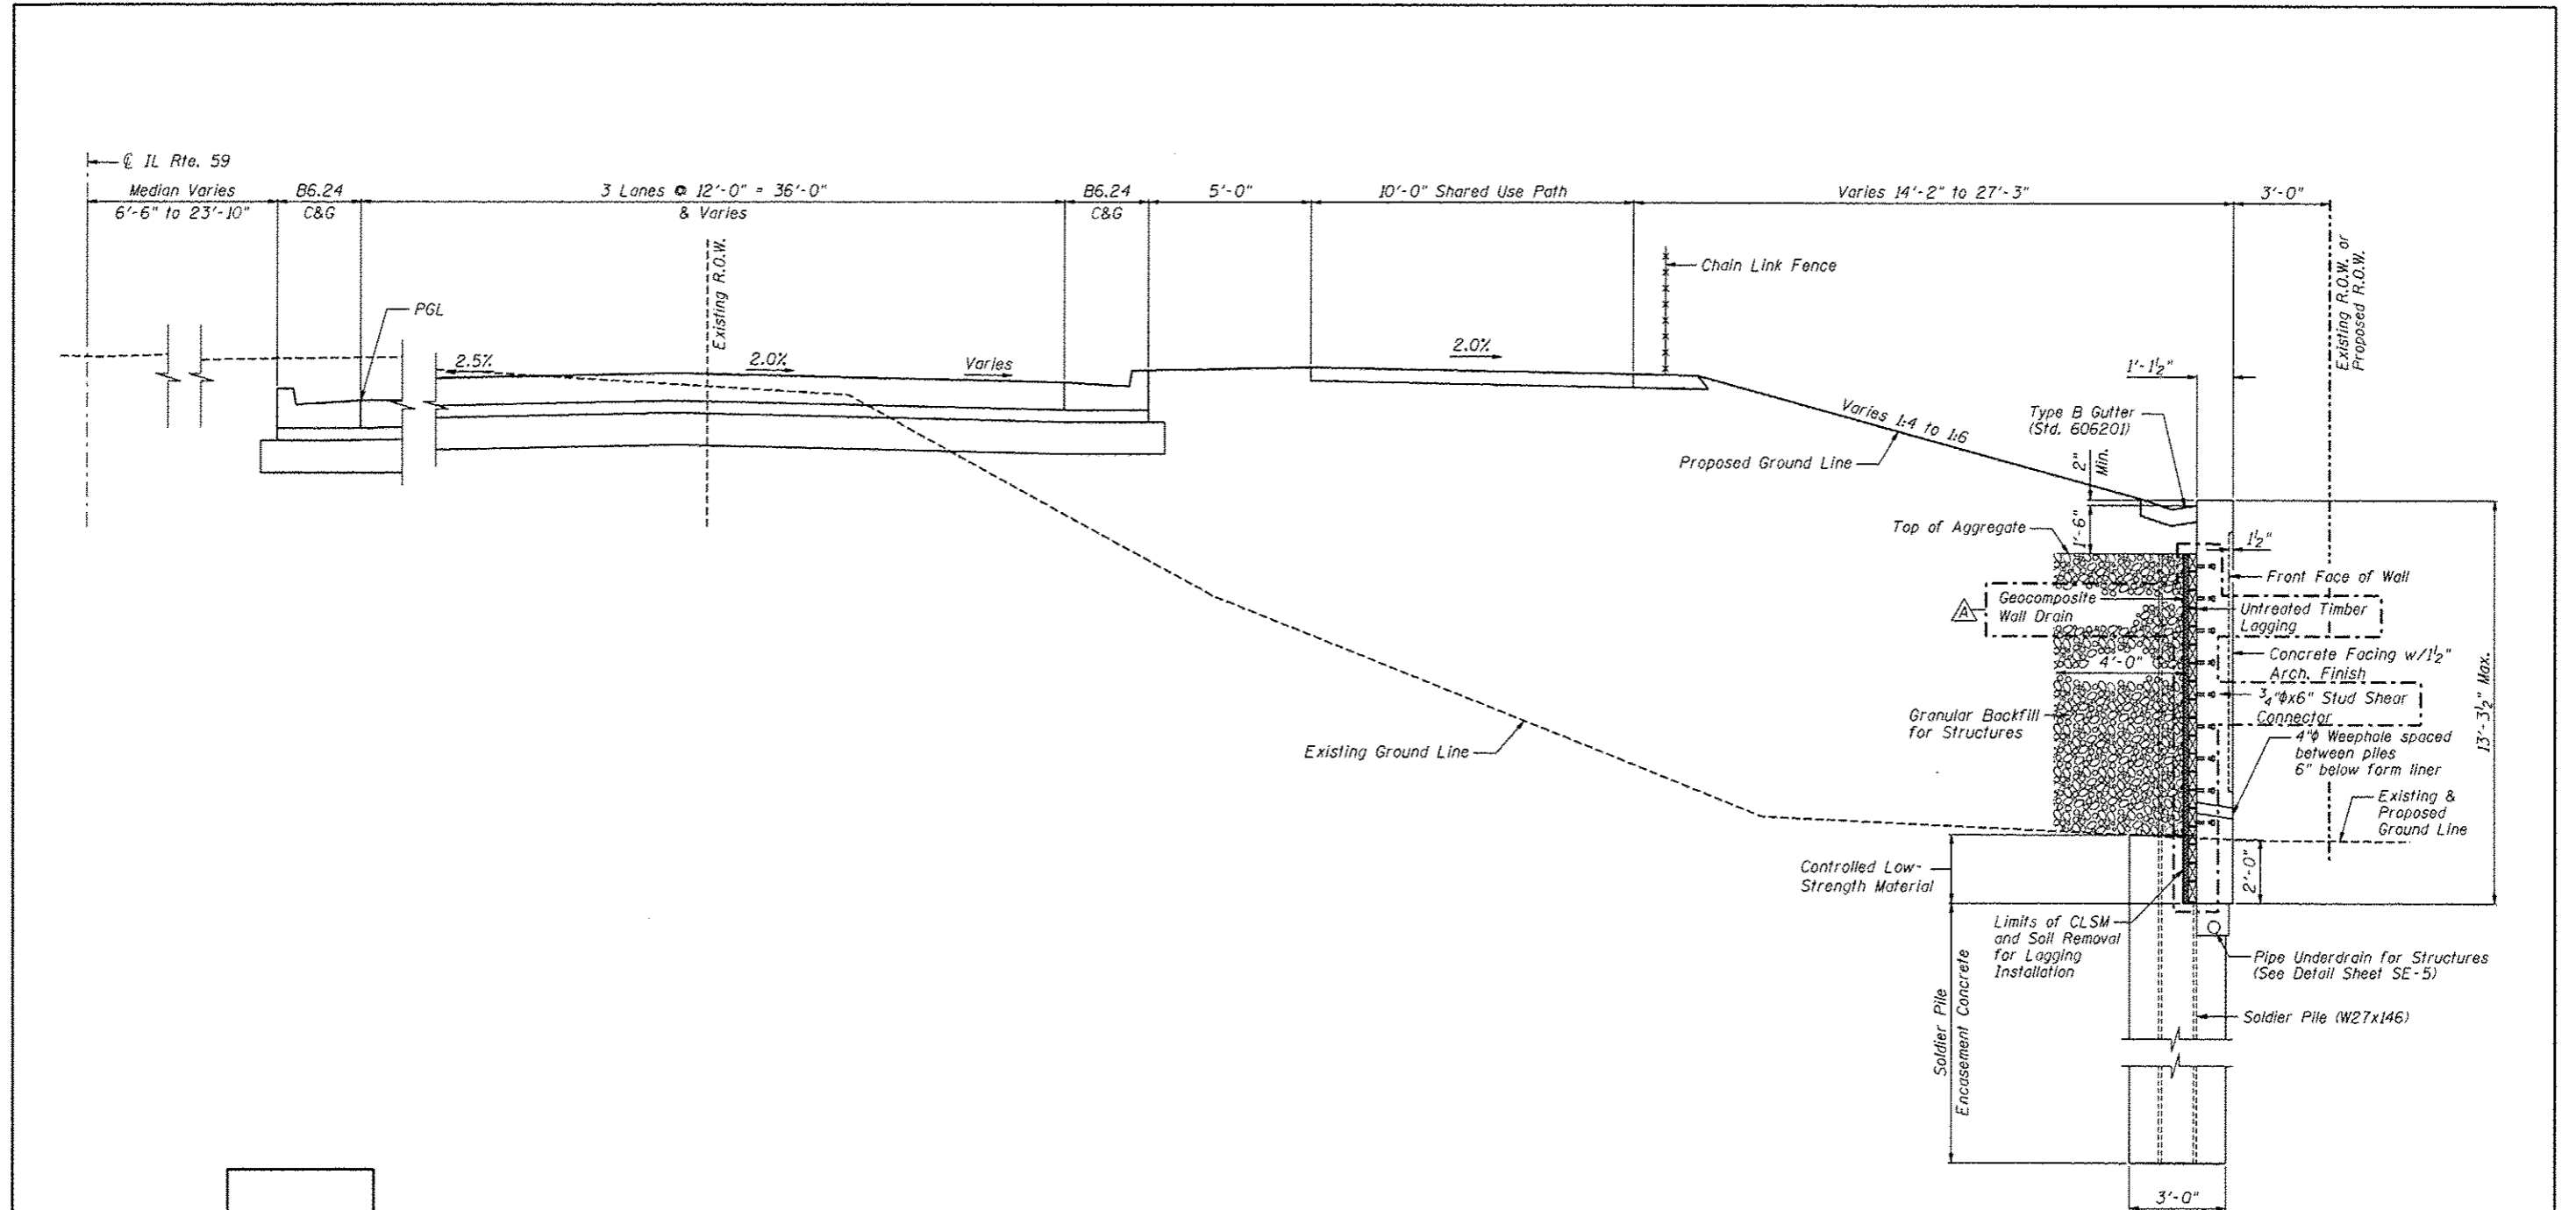 ℄ IL Rte. 59
Median Varies
6'-6" to 23'-10"
B6.24
C&G
3 Lanes @ 12'-0" = 36'-0"
& Varies
B6.24
C&G
5'-0"
10'-0" Shared Use Path
Varies 14'-2" to 27'-3"
3'-0"
Existing R.O.W.
Existing R.O.W. or
Proposed R.O.W.
Chain Link Fence
PGL
2.5%
2.0%
Varies
2.0%
1'-1½"
Type B Gutter
(Std. 606201)
Varies 1:4 to 1:6
2"
Min.
Proposed Ground Line
1'-6"
Top of Aggregate
1½"
Front Face of Wall
A
Geocomposite
Wall Drain
Untreated Timber
Lagging
4'-0"
Concrete Facing w/1½"
Arch. Finish
¾"φx6" Stud Shear
Connector
13'-3½" Max.
Granular Backfill
for Structures
4"φ Weephole spaced
between piles
6" below form liner
Existing Ground Line
Existing &
Proposed
Ground Line
Controlled Low-
Strength Material
2'-0"
Limits of CLSM
and Soil Removal
for Lagging
Installation
Pipe Underdrain for Structures
(See Detail Sheet SE-5)
Soldier Pile
Encasement Concrete
Soldier Pile (W27x146)
3'-0"